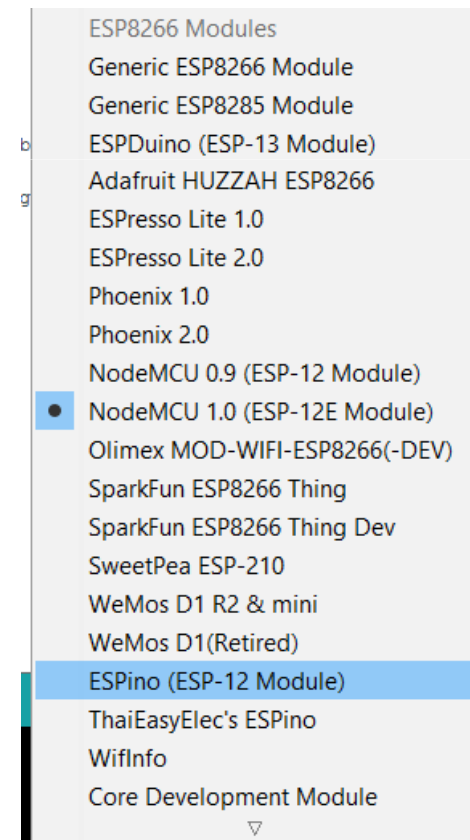 ESP8266 Modules
Generic ESP8266 Module
Generic ESP8285 Module
ESPDuino (ESP-13 Module)
Adafruit HUZZAH ESP8266
ESPresso Lite 1.0
ESPresso Lite 2.0
Phoenix 1.0
Phoenix 2.0
NodeMCU 0.9 (ESP-12 Module)
NodeMCU 1.0 (ESP-12E Module)
Olimex MOD-WIFI-ESP8266(-DEV)
SparkFun ESP8266 Thing
SparkFun ESP8266 Thing Dev
SweetPea ESP-210
WeMos D1 R2 & mini
WeMos D1(Retired)
ESPino (ESP-12 Module)
ThaiEasyElec's ESPino
WifInfo
Core Development Module